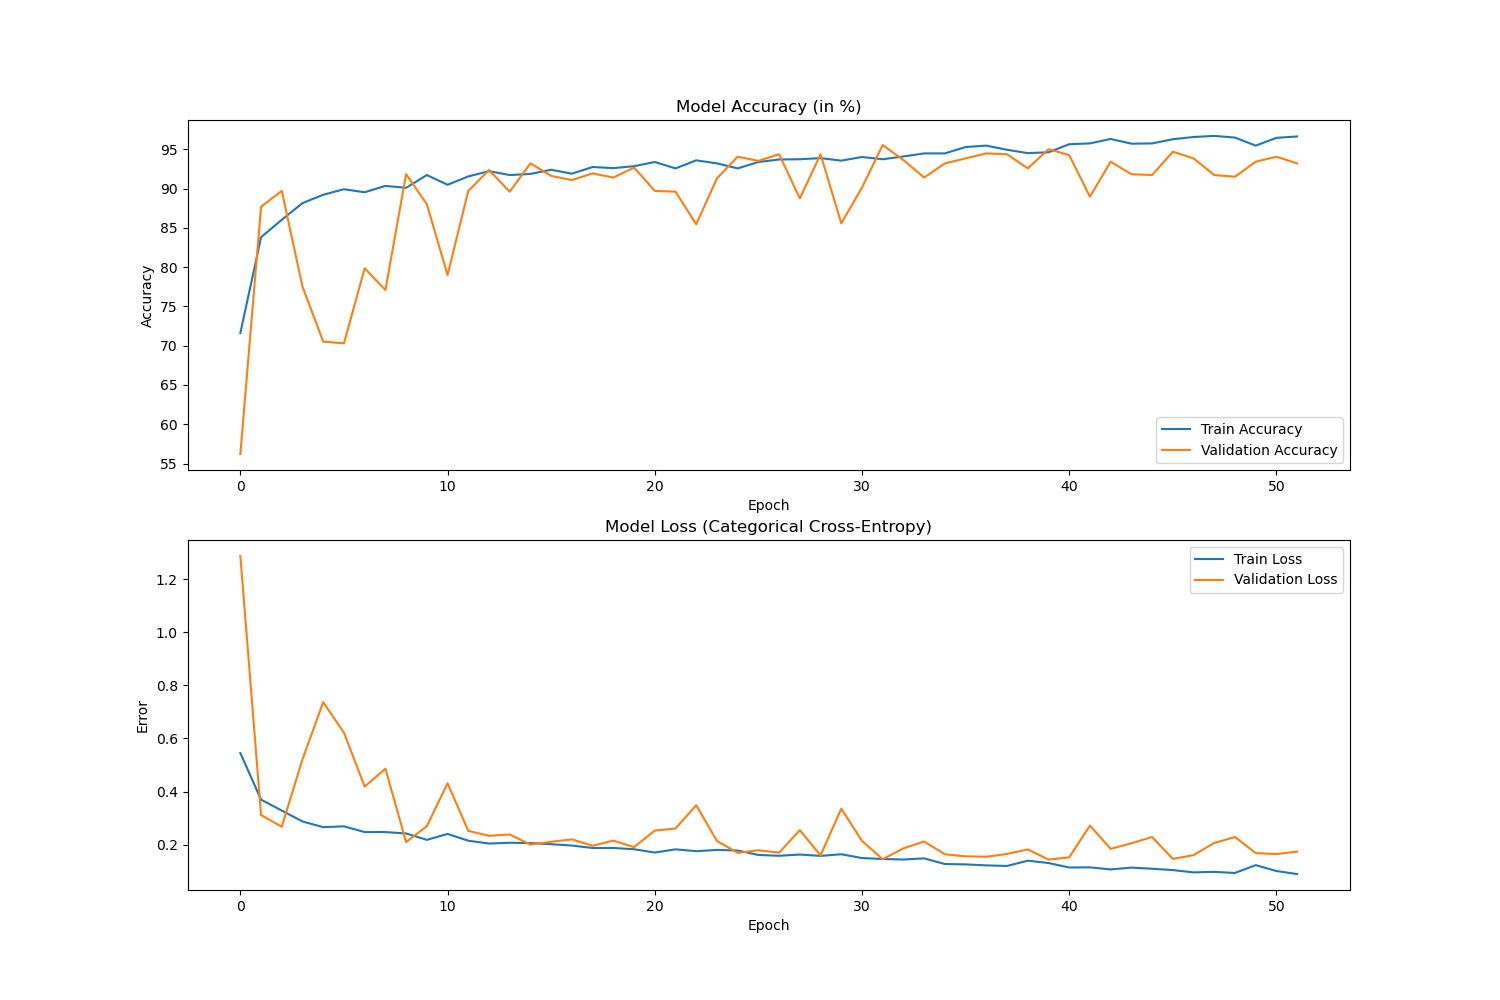 Model Accuracy (in %)
95
90
85
80
75
70
65
60
55
Accuracy
Train Accuracy
Validation Accuracy
0 10 20 30 40 50
Epoch
Model Loss (Categorical Cross-Entropy)
Train Loss
Validation Loss
1.2
1.0
0.8
0.6
0.4
0.2
Error
0 10 20 30 40 50
Epoch